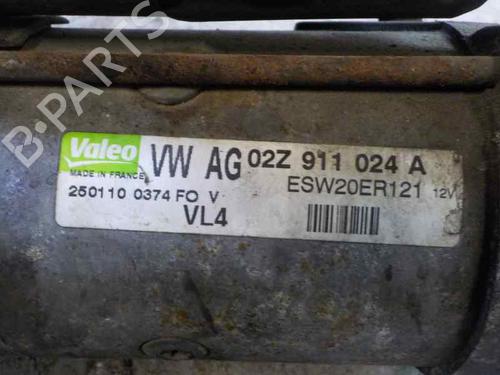 B-PARTS
Valeo VW AG 02Z 911 024 A
MADE IN FRANCE ESW20ER121 12V
250110 0374 FO V
VL4